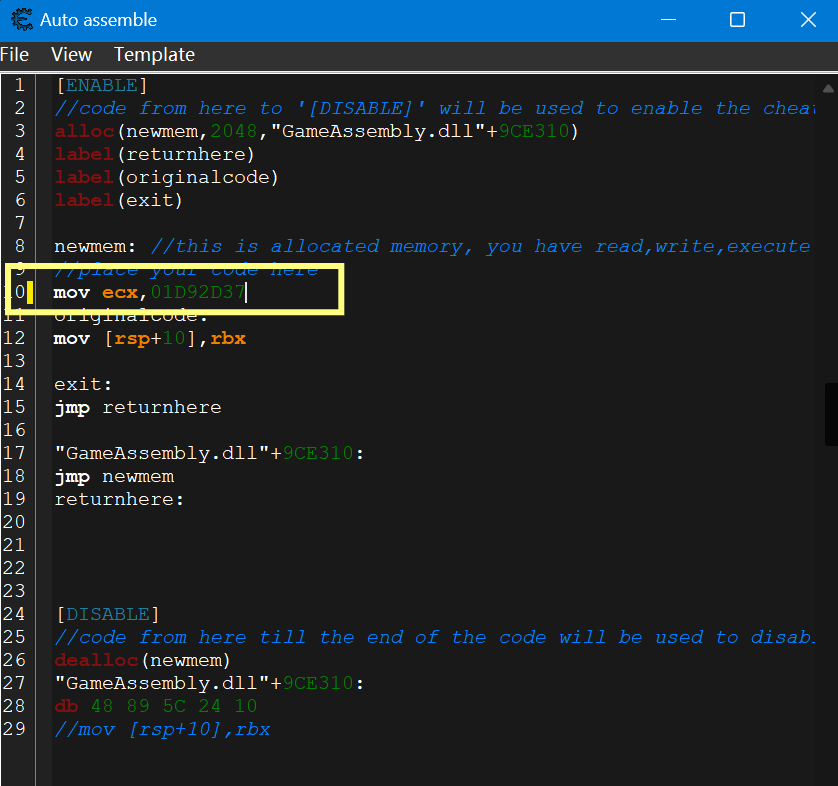 Auto assemble
File View Template
1 [ENABLE]
2 //code from here to '[DISABLE]' will be used to enable the cheat
3 alloc(newmem,2048,"GameAssembly.dll"+9CE310)
4 label(returnhere)
5 label(originalcode)
6 label(exit)
7
8 newmem: //this is allocated memory, you have read,write,execute
9 //place your code here
10 mov ecx,01D92D37
11 originalcode:
12 mov [rsp+10],rbx
13
14 exit:
15 jmp returnhere
16
17 "GameAssembly.dll"+9CE310:
18 jmp newmem
19 returnhere:
20
21
22
23
24 [DISABLE]
25 //code from here till the end of the code will be used to disab
26 dealloc(newmem)
27 "GameAssembly.dll"+9CE310:
28 db 48 89 5C 24 10
29 //mov [rsp+10],rbx